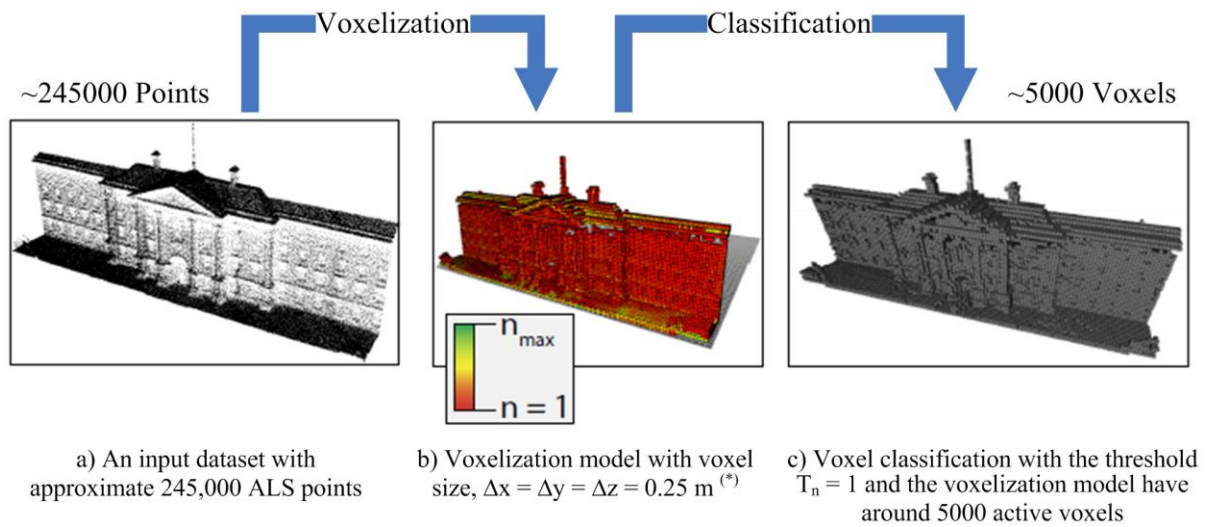 Voxelization
Classification
~245000 Points
~5000 Voxels
nmax
n = 1
a) An input dataset with
approximate 245,000 ALS points
b) Voxelization model with voxel
size, Δx = Δy = Δz = 0.25 m (*)
c) Voxel classification with the threshold
Tn = 1 and the voxelization model have
around 5000 active voxels